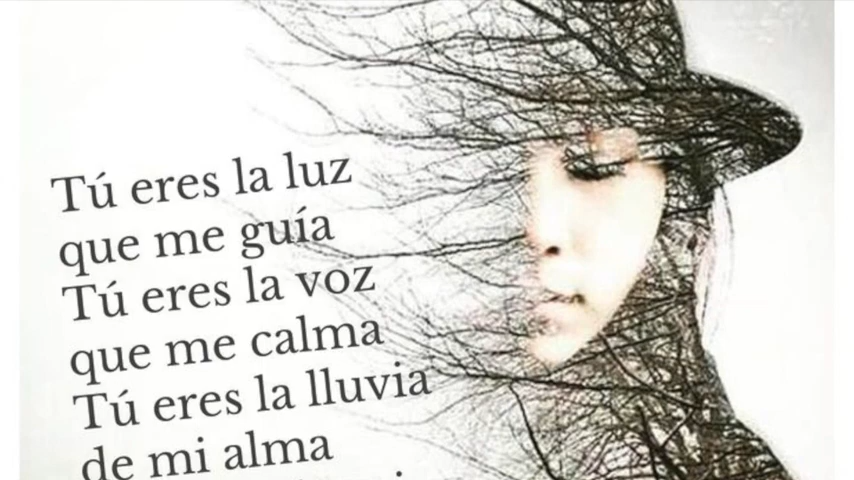 Tú eres la luz
que me guía
Tú eres la voz
que me calma
Tú eres la lluvia
de mi alma